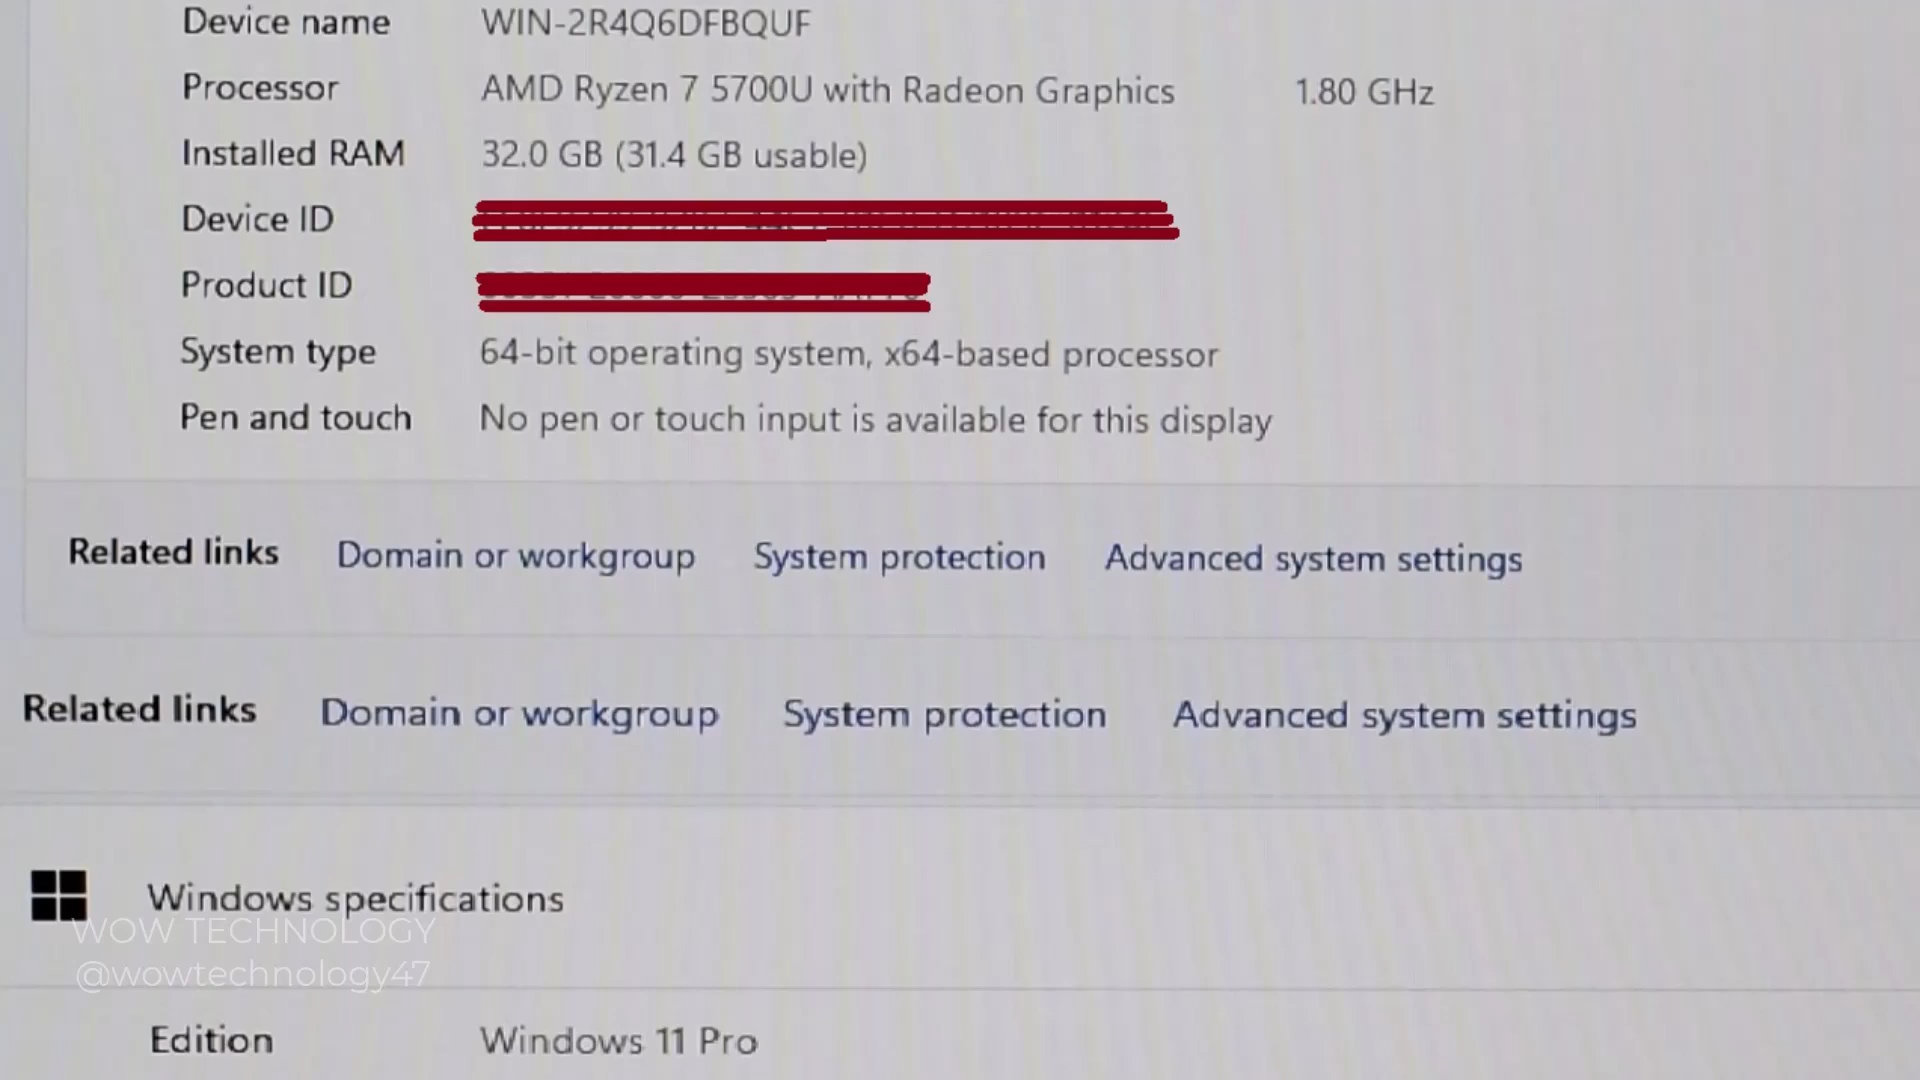 Device name WIN-2R4Q6DFBQUF
Processor AMD Ryzen 7 5700U with Radeon Graphics 1.80 GHz
Installed RAM 32.0 GB (31.4 GB usable)
Device ID
Product ID
System type 64-bit operating system, x64-based processor
Pen and touch No pen or touch input is available for this display
Related links Domain or workgroup System protection Advanced system settings
Related links Domain or workgroup System protection Advanced system settings
Windows specifications
WOW TECHNOLOGY
@wowtechnology47
Edition Windows 11 Pro